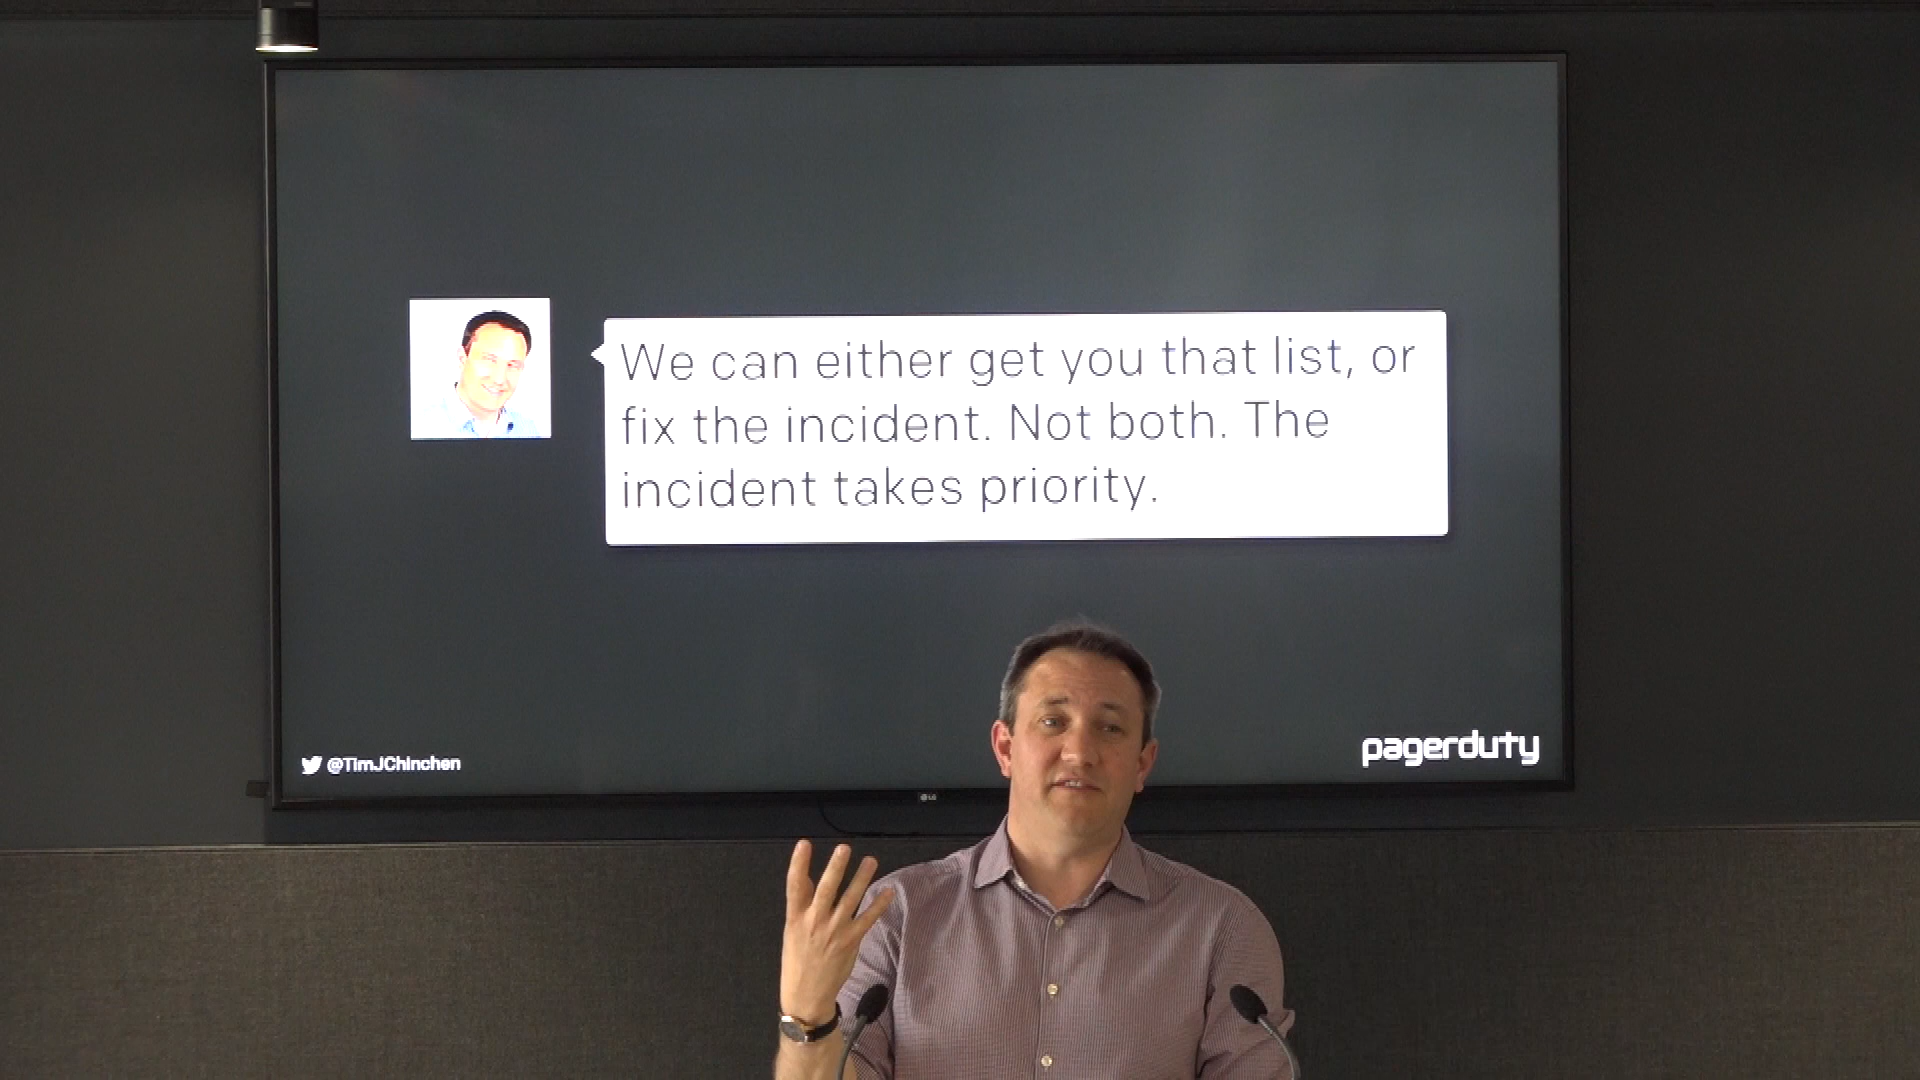 We can either get you that list, or
fix the incident. Not both. The
incident takes priority.
@TimJChinchen
pagerduty
LG